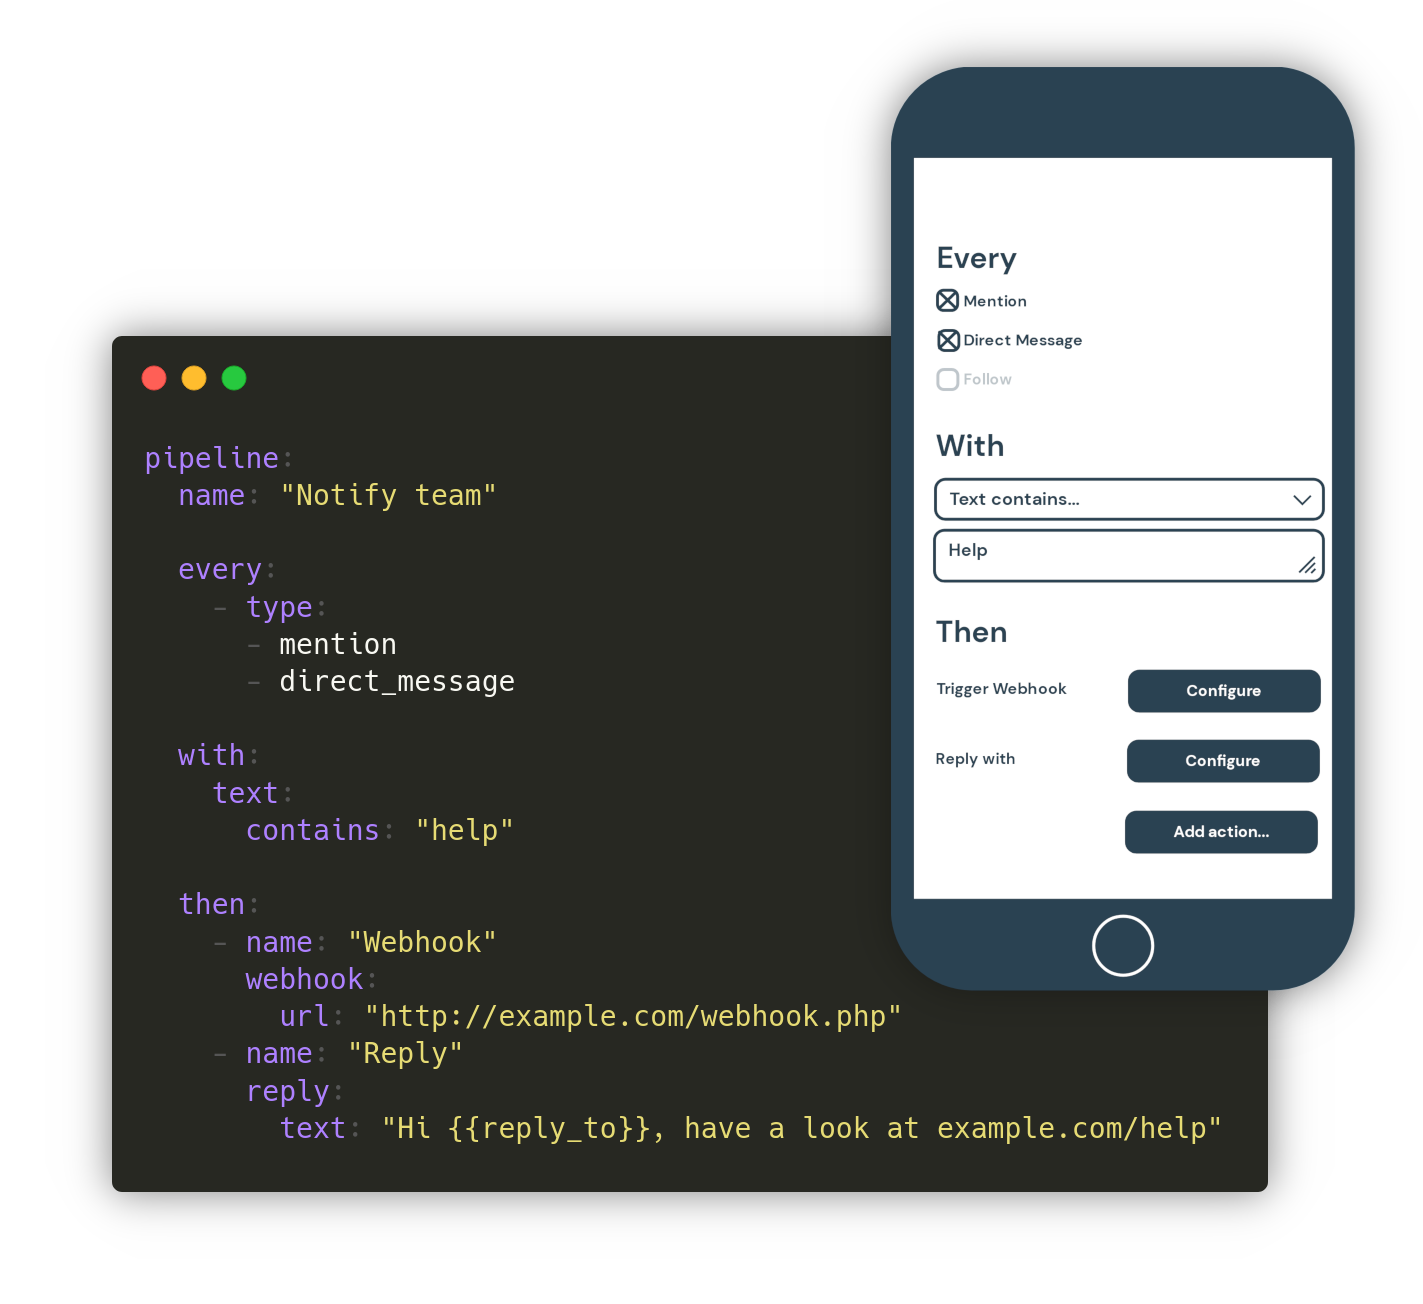 pipeline:
  name: "Notify team"

  every:
    - type:
      - mention
      - direct_message

  with:
    text:
      contains: "help"

  then:
    - name: "Webhook"
      webhook:
        url: "http://example.com/webhook.php"
    - name: "Reply"
      reply:
        text: "Hi {{reply_to}}, have a look at example.com/help"
Every
Mention
Direct Message
Follow
With
Text contains...
Help
Then
Trigger Webhook Configure
Reply with Configure
Add action...